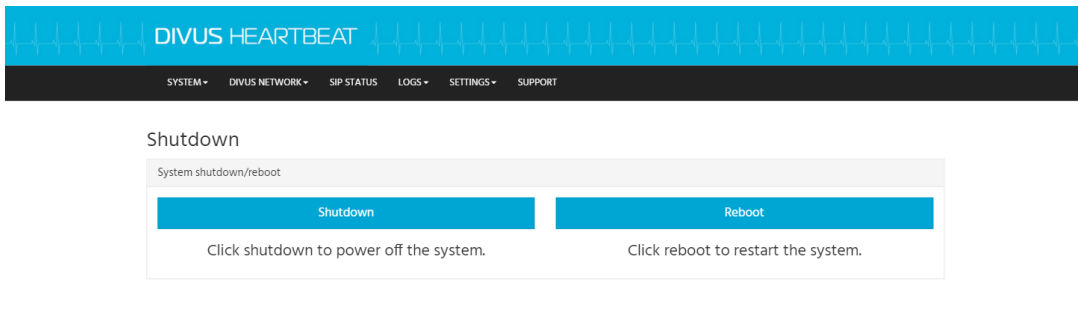 DIVUS HEARTBEAT
SYSTEM DIVUS NETWORK SIP STATUS LOGS SETTINGS SUPPORT
Shutdown
System shutdown/reboot
Shutdown Reboot
Click shutdown to power off the system. Click reboot to restart the system.